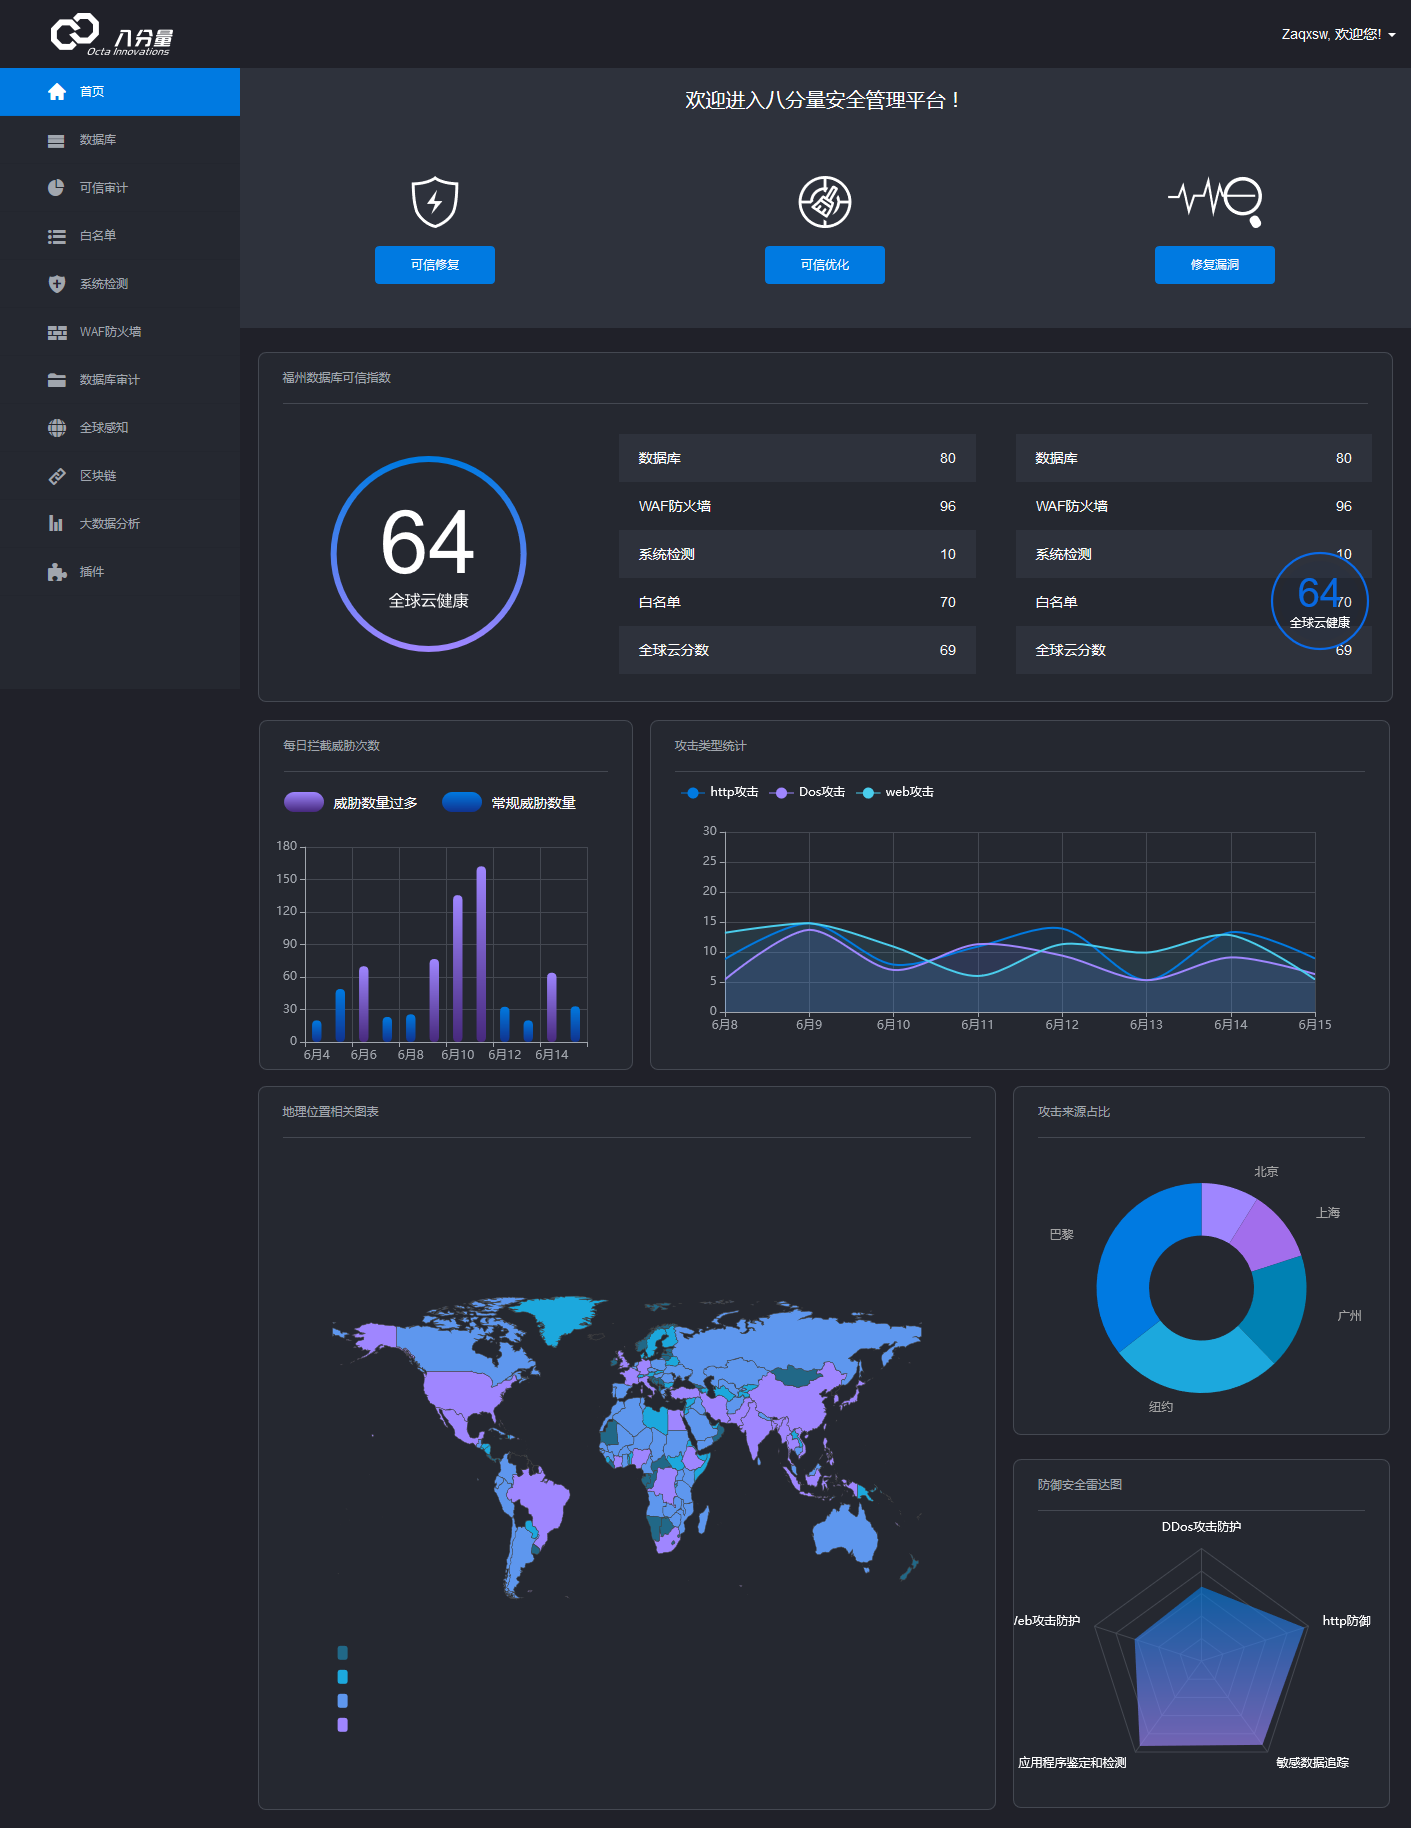 八分量
Octa Innovations
Zaqxsw, 欢迎您!
首页
数据库
可信审计
白名单
系统检测
WAF防火墙
数据库审计
全球感知
区块链
大数据分析
插件
欢迎进入八分量安全管理平台！
可信修复
可信优化
修复漏洞
福州数据库可信指数
64
全球云健康
数据库 80
WAF防火墙 96
系统检测 10
白名单 70
全球云分数 69
数据库 80
WAF防火墙 96
系统检测 10
白名单 70
全球云分数 69
64
全球云健康
每日拦截威胁次数
威胁数量过多 常规威胁数量
180
150
120
90
60
30
0
6月4 6月6 6月8 6月10 6月12 6月14
攻击类型统计
http攻击 Dos攻击 web攻击
30
25
20
15
10
5
0
6月8 6月9 6月10 6月11 6月12 6月13 6月14 6月15
地理位置相关图表
攻击来源占比
北京
上海
巴黎
广州
纽约
防御安全雷达图
DDos攻击防护
eb攻击防护
http防御
应用程序鉴定和检测
敏感数据追踪